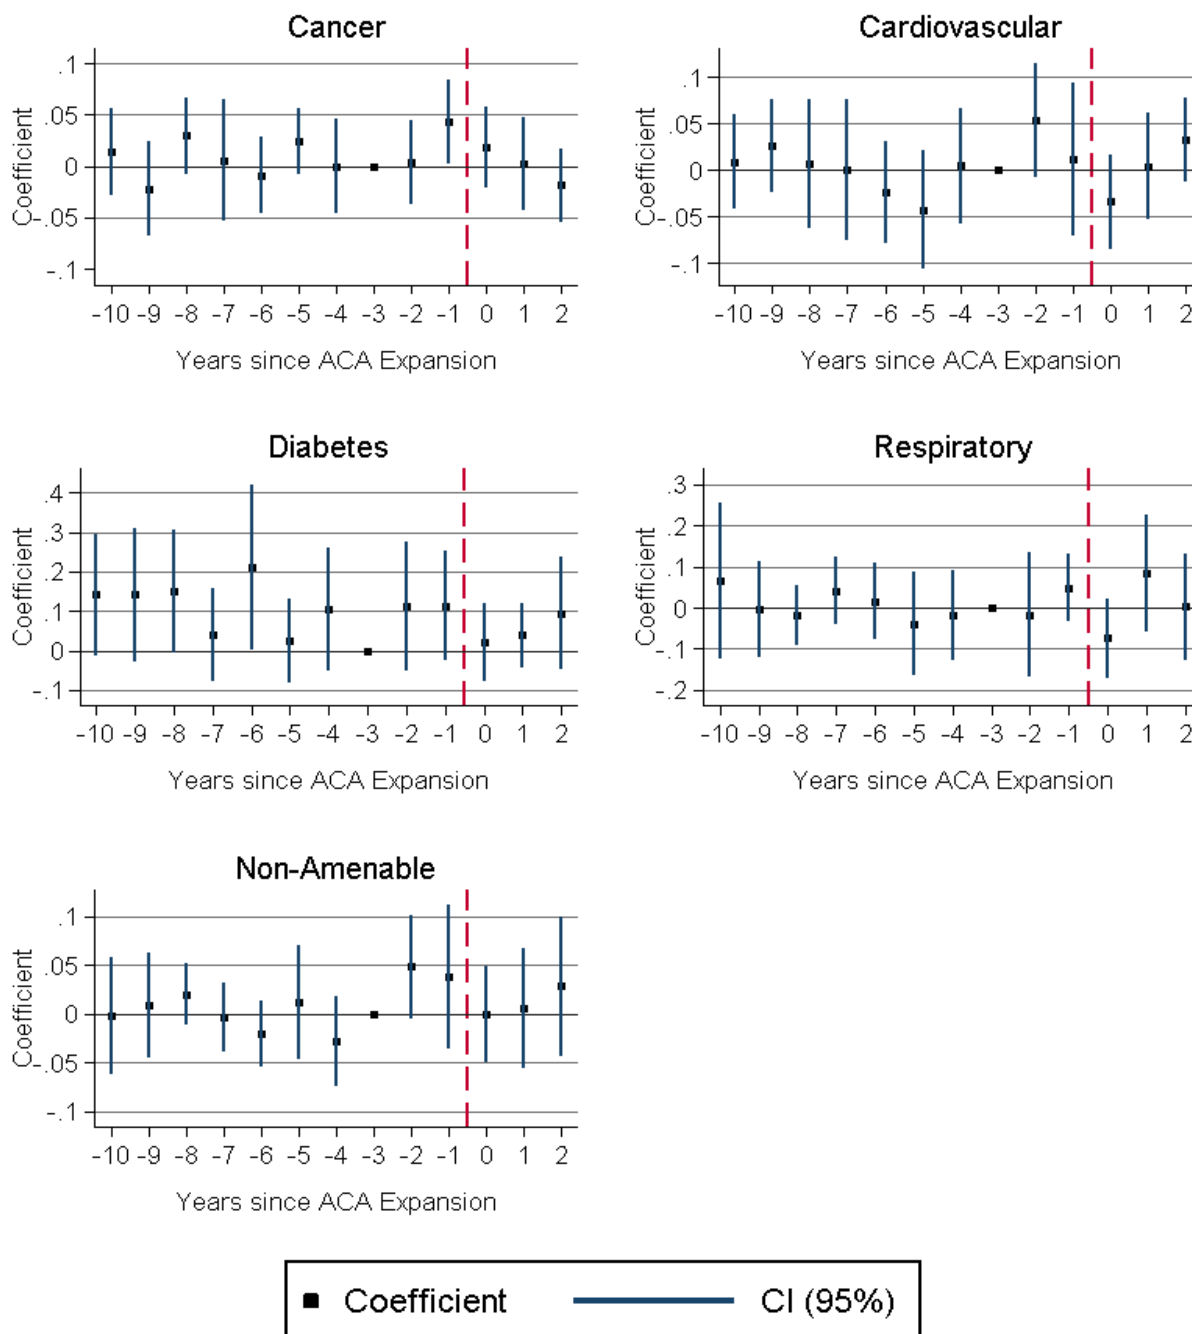 Cancer
Coefficient
.1
.05
0
-.05
-.1
-10 -9 -8 -7 -6 -5 -4 -3 -2 -1 0 1 2
Years since ACA Expansion
Cardiovascular
Coefficient
.1
.05
0
-.05
-.1
-10 -9 -8 -7 -6 -5 -4 -3 -2 -1 0 1 2
Years since ACA Expansion
Diabetes
Coefficient
.4
.3
.2
.1
0
-.1
-10 -9 -8 -7 -6 -5 -4 -3 -2 -1 0 1 2
Years since ACA Expansion
Respiratory
Coefficient
.3
.2
.1
0
-.1
-.2
-10 -9 -8 -7 -6 -5 -4 -3 -2 -1 0 1 2
Years since ACA Expansion
Non-Amenable
Coefficient
.1
.05
0
-.05
-.1
-10 -9 -8 -7 -6 -5 -4 -3 -2 -1 0 1 2
Years since ACA Expansion
Coefficient CI (95%)